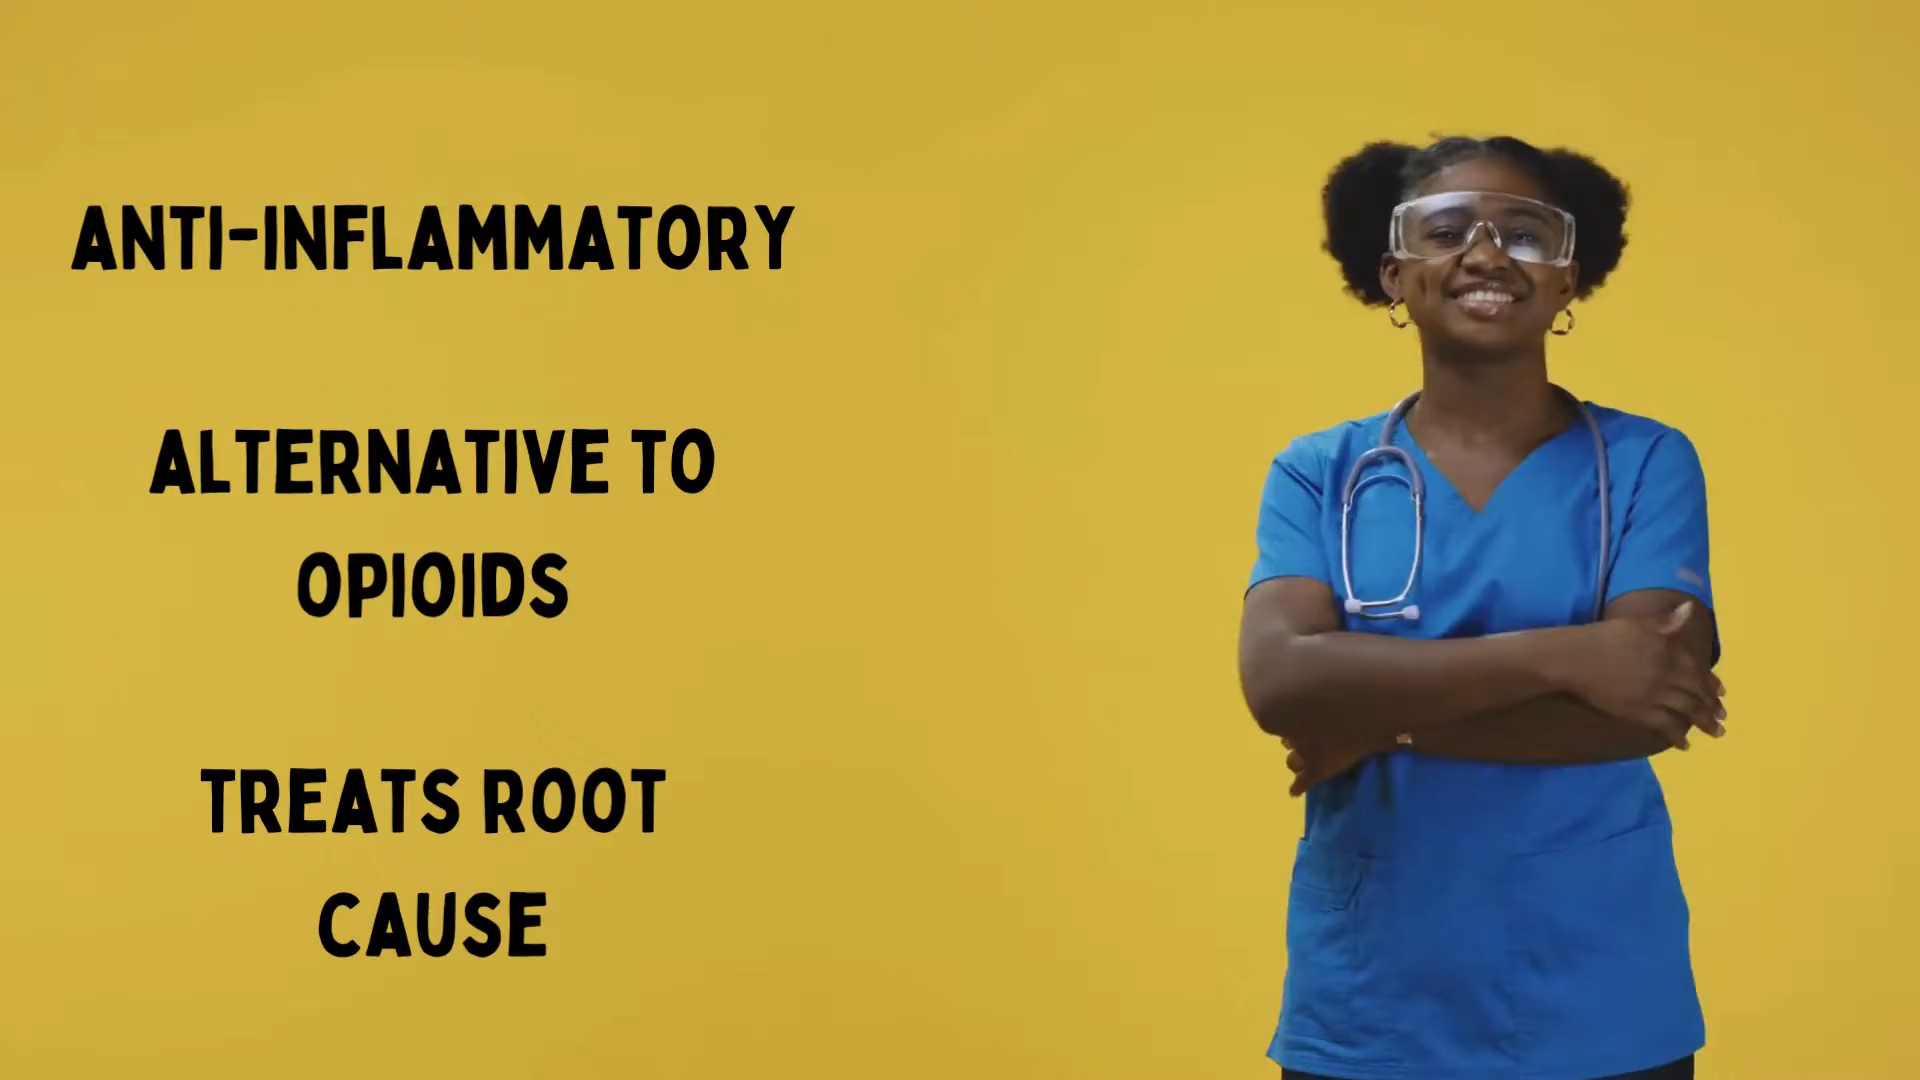 ANTI-INFLAMMATORY
ALTERNATIVE TO
OPIOIDS
TREATS ROOT
CAUSE